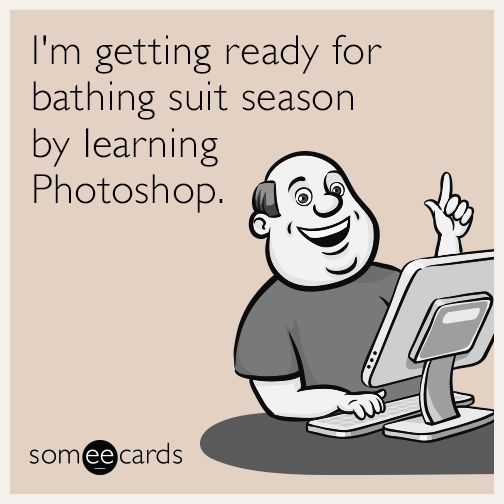 I'm getting ready for
bathing suit season
by learning
Photoshop.
someecards